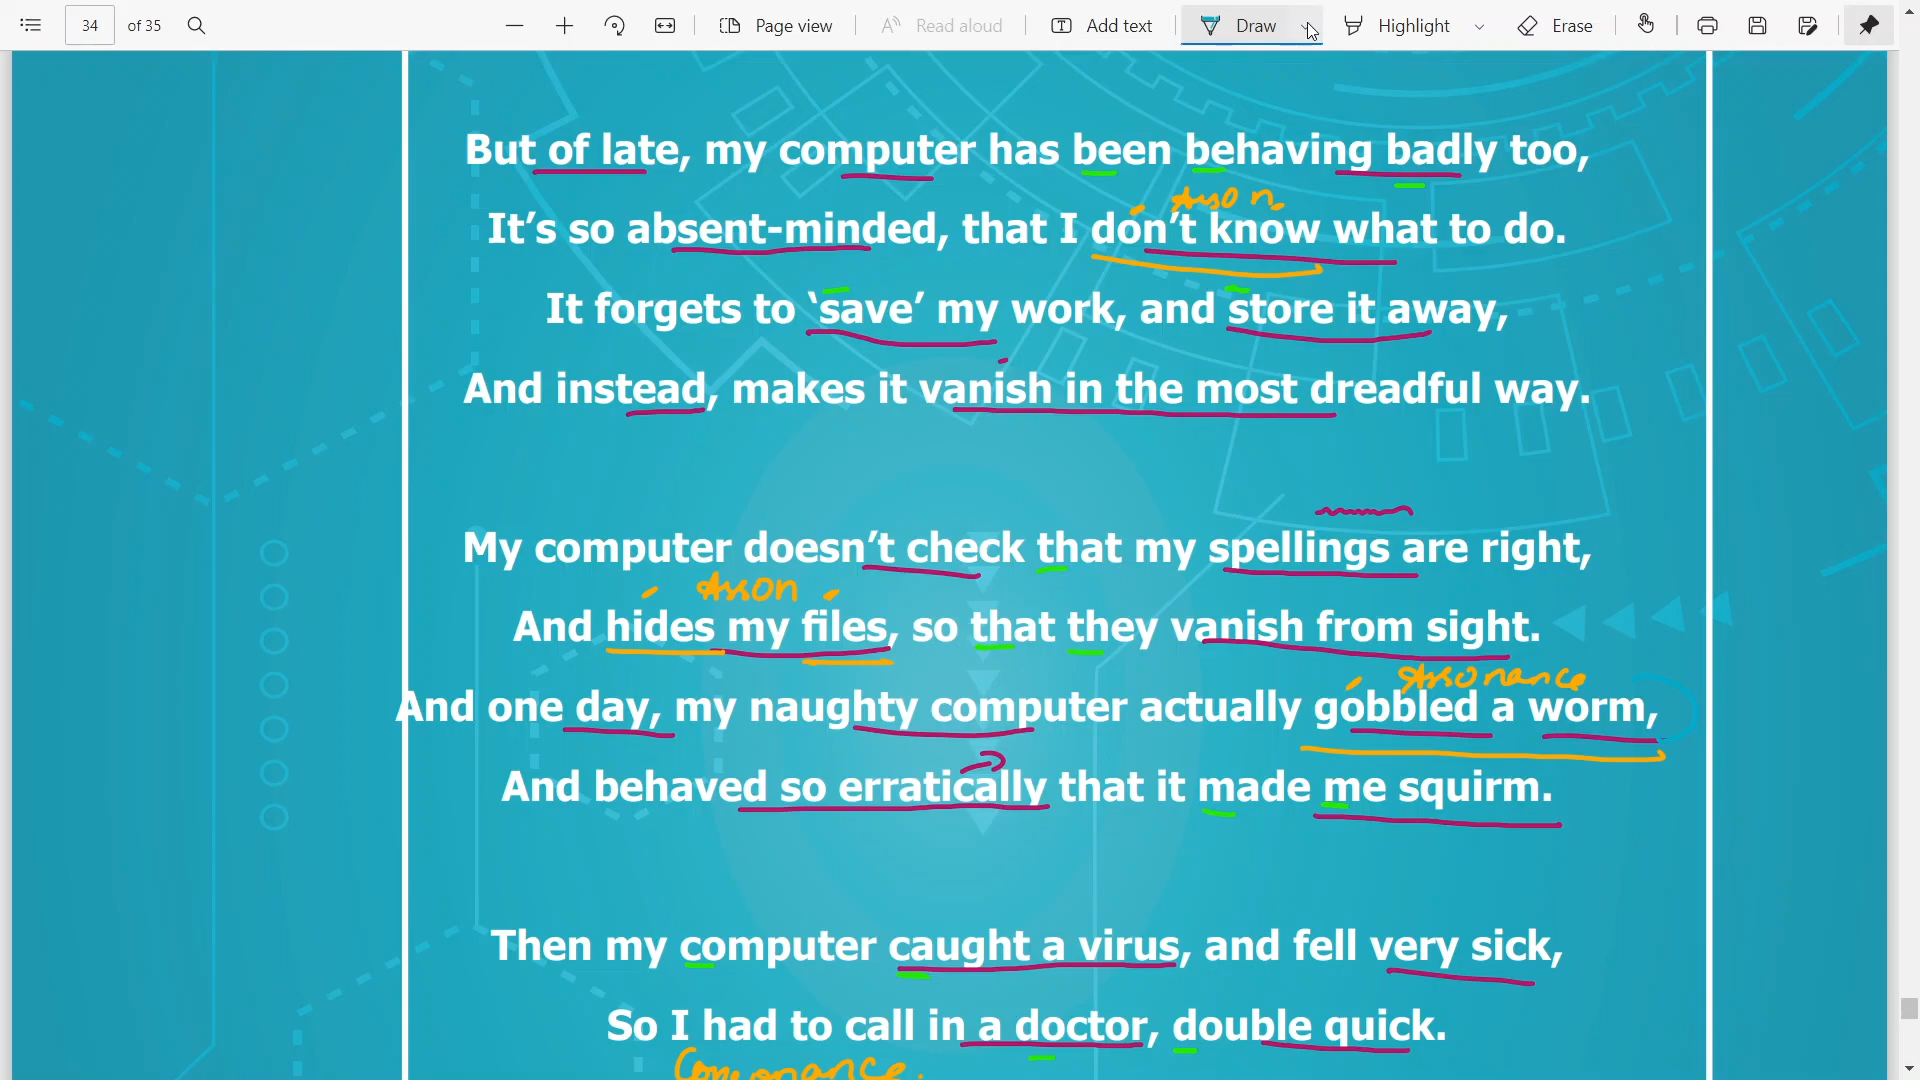 34 of 35 Page view Read aloud Add text Draw Highlight Erase
But of late, my computer has been behaving badly too,
Asson
It's so absent-minded, that I don't know what to do.
It forgets to ‘save’ my work, and store it away,
And instead, makes it vanish in the most dreadful way.
My computer doesn't check that my spellings are right,
Asson
And hides my files, so that they vanish from sight.
Assonance
And one day, my naughty computer actually gobbled a worm,
And behaved so erratically that it made me squirm.
Then my computer caught a virus, and fell very sick,
So I had to call in a doctor, double quick.
Consonance.